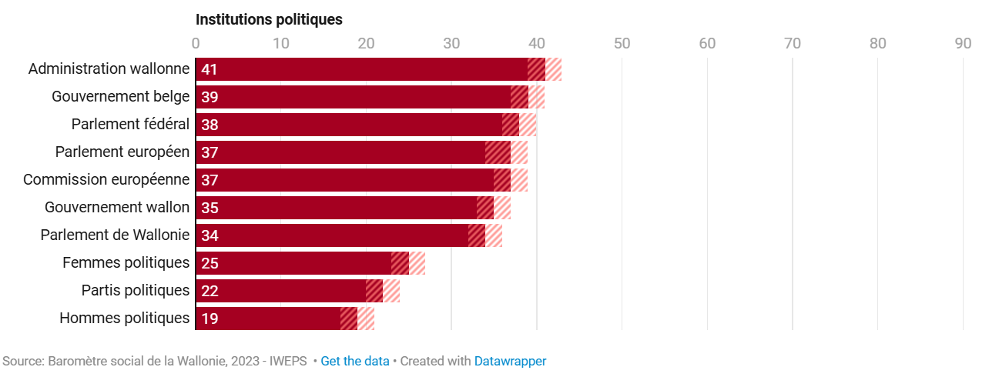 Institutions politiques
0 10 20 30 40 50 60 70 80 90
Administration wallonne 41
Gouvernement belge 39
Parlement fédéral 38
Parlement européen 37
Commission européenne 37
Gouvernement wallon 35
Parlement de Wallonie 34
Femmes politiques 25
Partis politiques 22
Hommes politiques 19
Source: Baromètre social de la Wallonie, 2023 - IWEPS • Get the data • Created with Datawrapper